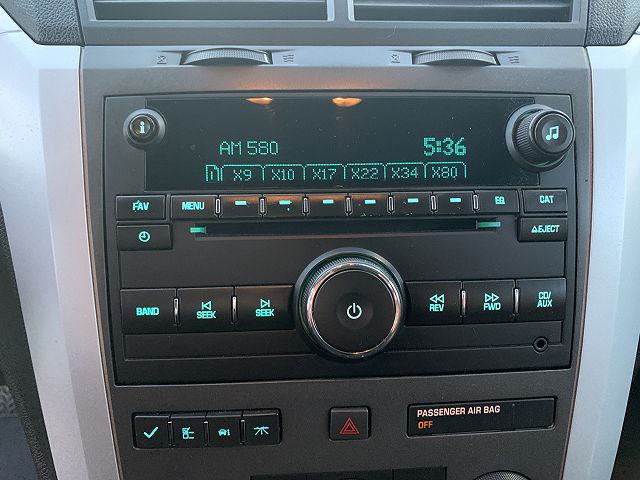 AM 580 5:36
1 X9 X10 X17 X22 X34 X80
FAV MENU EQ CAT
EJECT
BAND SEEK SEEK REV FWD CD/AUX
PASSENGER AIR BAG
OFF